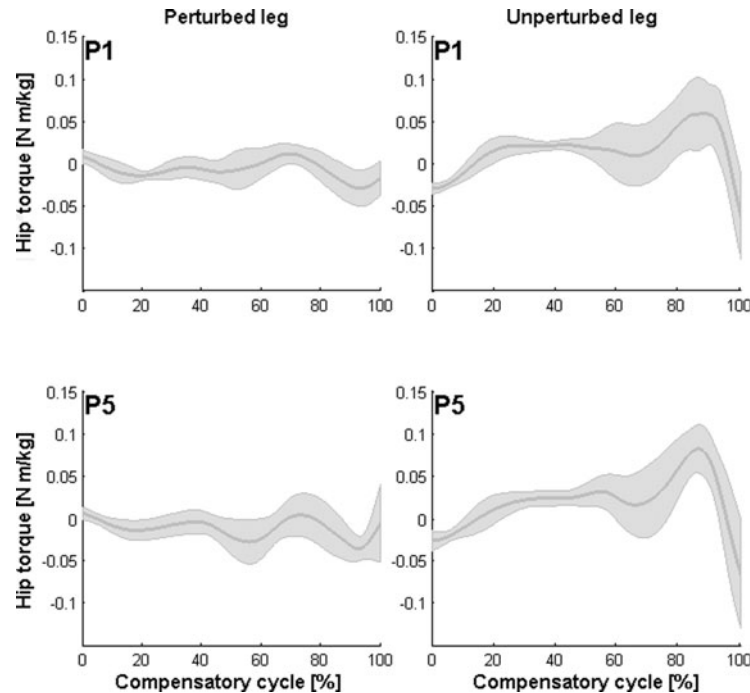 Perturbed leg
Unperturbed leg
P1
Hip torque [N m/kg]
0.15
0.1
0.05
0
-0.05
-0.1
0 20 40 60 80 100
P1
0.15
0.1
0.05
0
-0.05
-0.1
0 20 40 60 80 100
P5
Hip torque [N m/kg]
0.15
0.1
0.05
0
-0.05
-0.1
0 20 40 60 80 100
Compensatory cycle [%]
P5
0.15
0.1
0.05
0
-0.05
-0.1
0 20 40 60 80 100
Compensatory cycle [%]